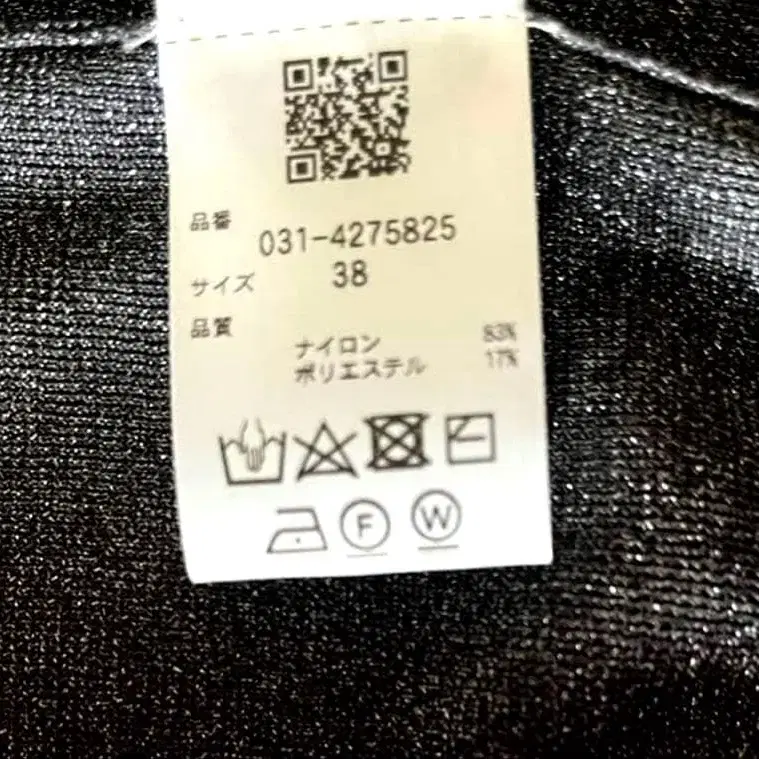 品番 031-4275825
サイズ 38
品質
ナイロン 83%
ポリエステル 17%
F W